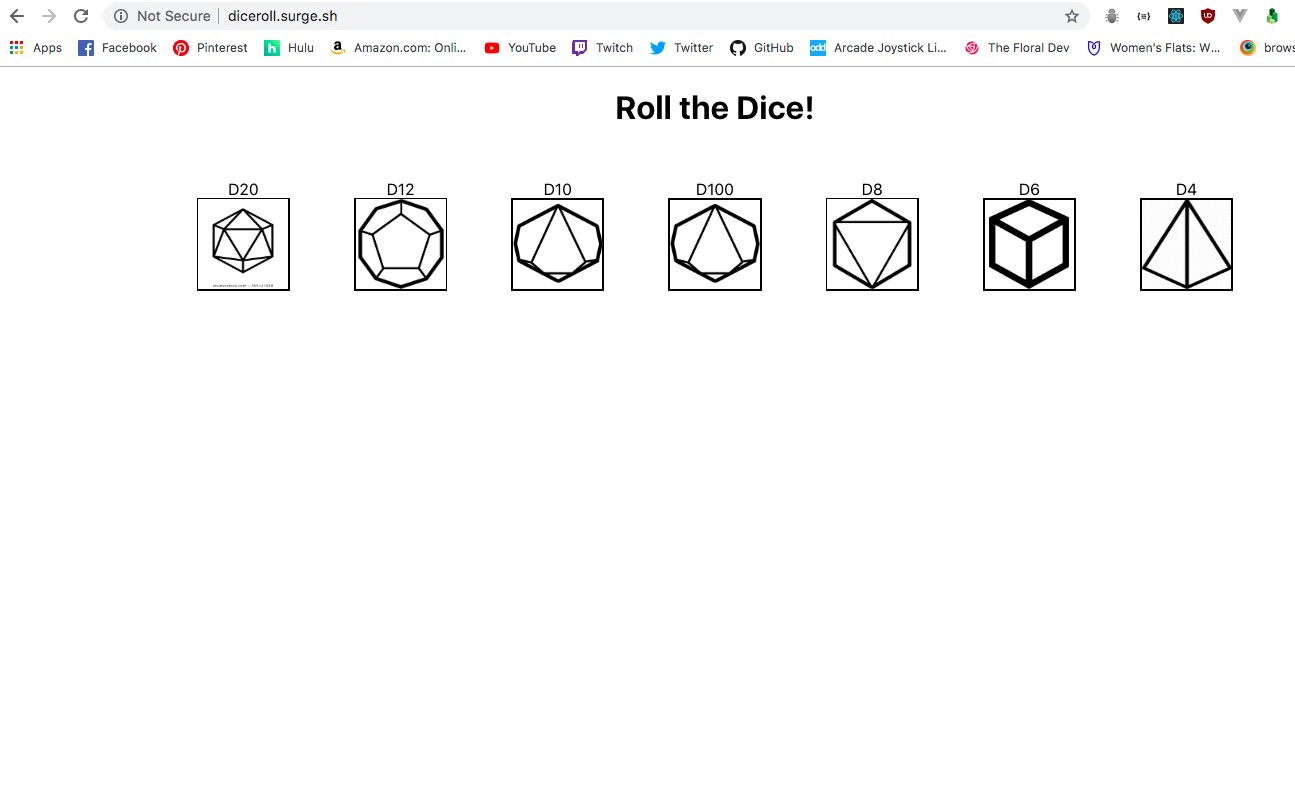 Not Secure | diceroll.surge.sh
Apps Facebook Pinterest Hulu Amazon.com: Onli... YouTube Twitch Twitter GitHub Arcade Joystick Li... The Floral Dev Women's Flats: W... brows
Roll the Dice!
D20 D12 D10 D100 D8 D6 D4